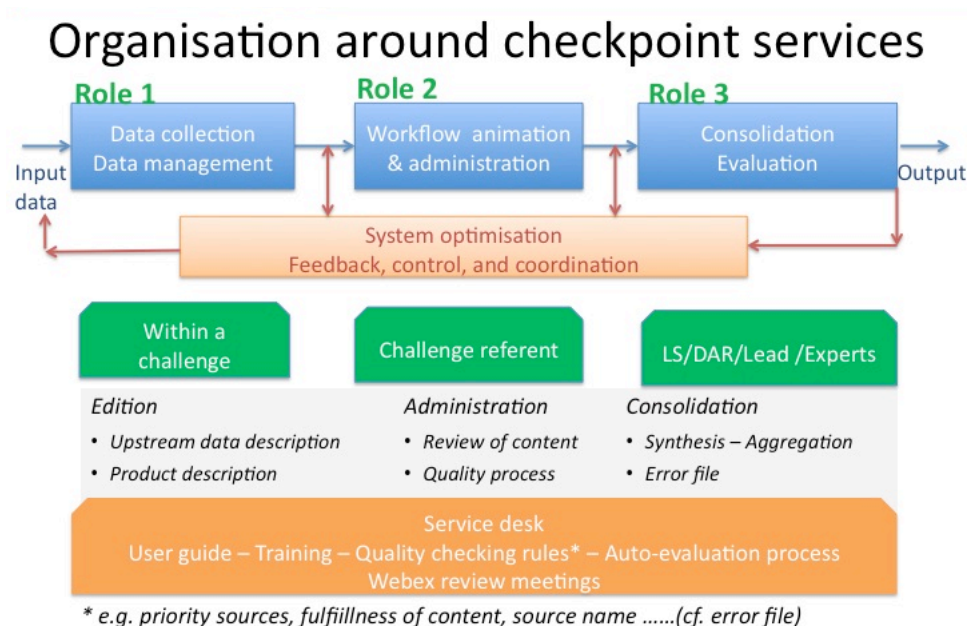 Organisation around checkpoint services
Role 1
Role 2
Role 3
Data collection
Data management
Workflow animation
& administration
Consolidation
Evaluation
Input
data
Output
System optimisation
Feedback, control, and coordination
Within a
challenge
Challenge referent
LS/DAR/Lead /Experts
Edition
• Upstream data description
• Product description
Administration
• Review of content
• Quality process
Consolidation
• Synthesis – Aggregation
• Error file
Service desk
User guide – Training – Quality checking rules* – Auto-evaluation process
Webex review meetings
* e.g. priority sources, fulfiillness of content, source name ......(cf. error file)